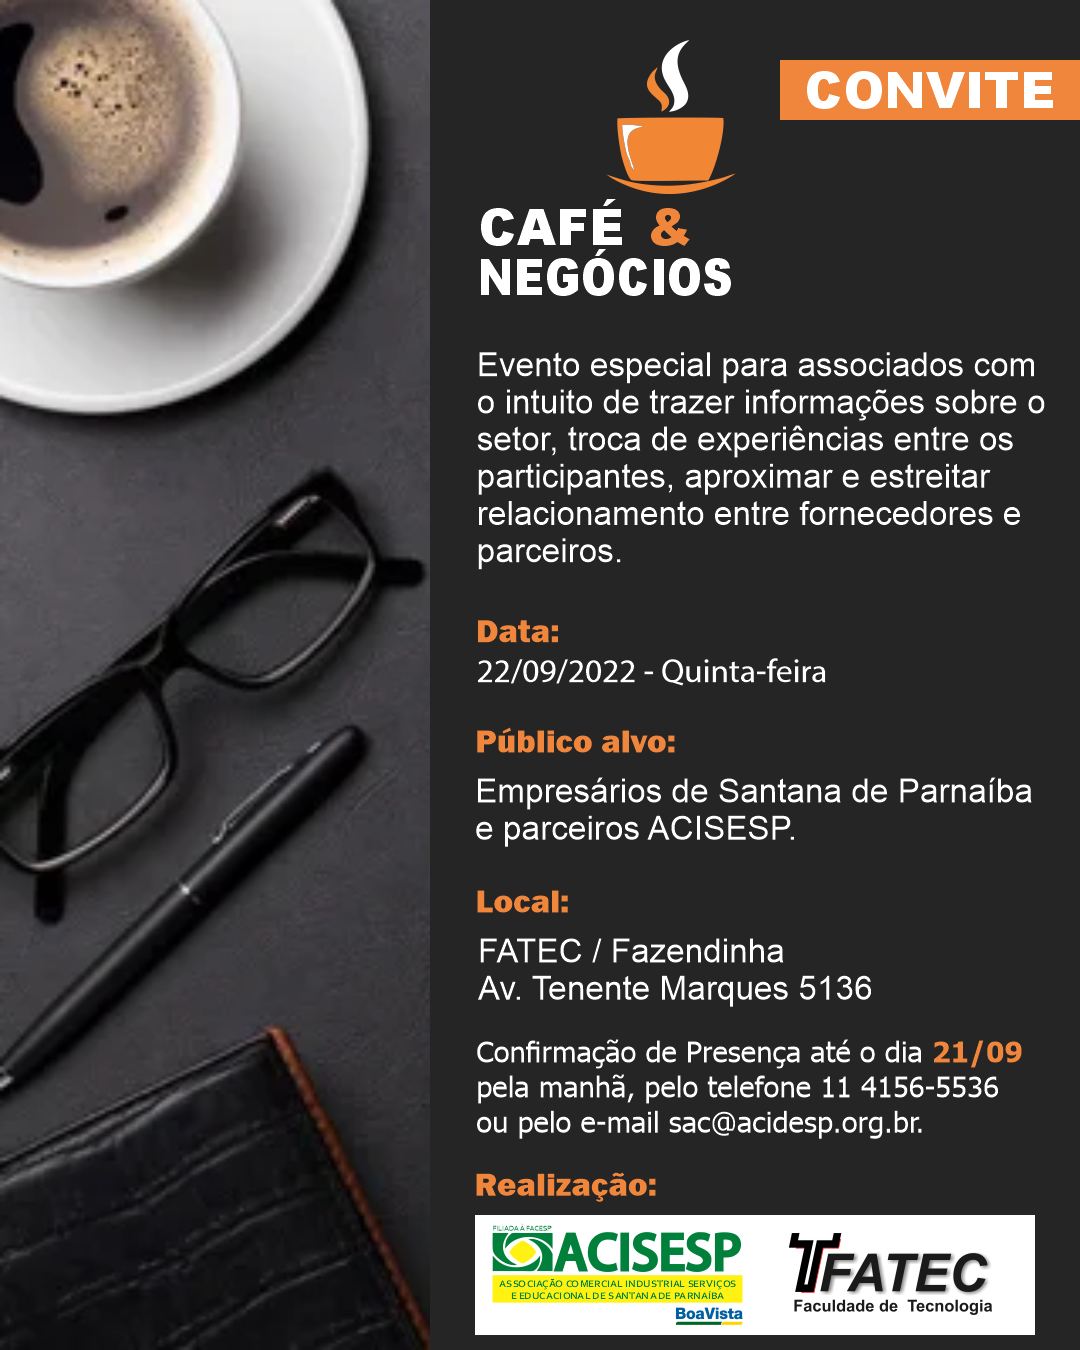 CONVITE
CAFÉ &
NEGÓCIOS
Evento especial para associados com
o intuito de trazer informações sobre o
setor, troca de experiências entre os
participantes, aproximar e estreitar
relacionamento entre fornecedores e
parceiros.
Data:
22/09/2022 - Quinta-feira
Público alvo:
Empresários de Santana de Parnaíba
e parceiros ACISESP.
Local:
FATEC / Fazendinha
Av. Tenente Marques 5136
Confirmação de Presença até o dia 21/09
pela manhã, pelo telefone 11 4156-5536
ou pelo e-mail sac@acidesp.org.br.
Realização:
FILIADA À FACESP
ACISESP
ASSOCIAÇÃO COMERCIAL INDUSTRIAL SERVIÇOS
E EDUCACIONAL DE SANTANA DE PARNAÍBA
BoaVista
FATEC
Faculdade de Tecnologia